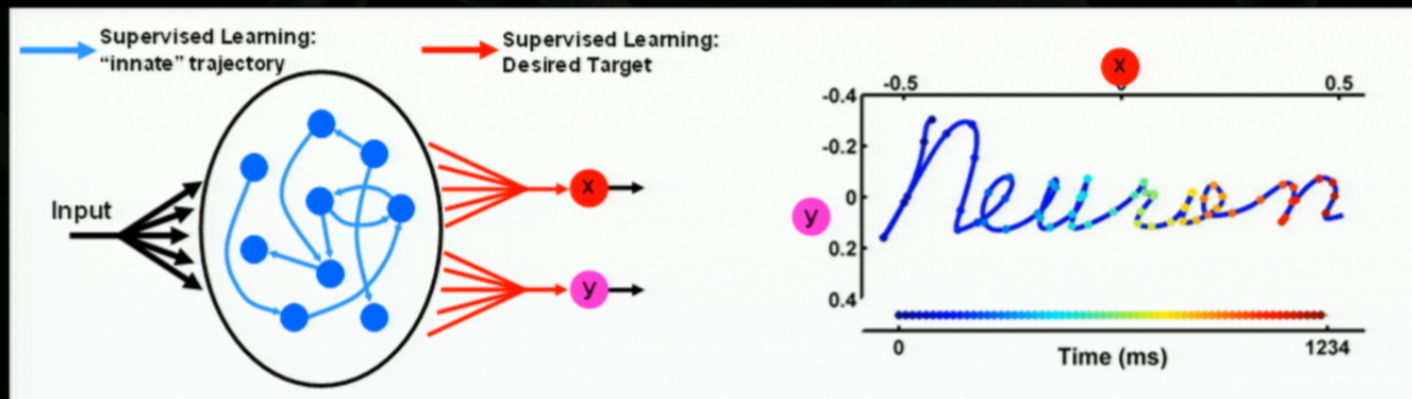 Supervised Learning:
"innate" trajectory
Supervised Learning:
Desired Target
Input
x
y
x
-0.5
0.5
-0.4
-0.2
0
0.2
0.4
y
Neuron
0
1234
Time (ms)